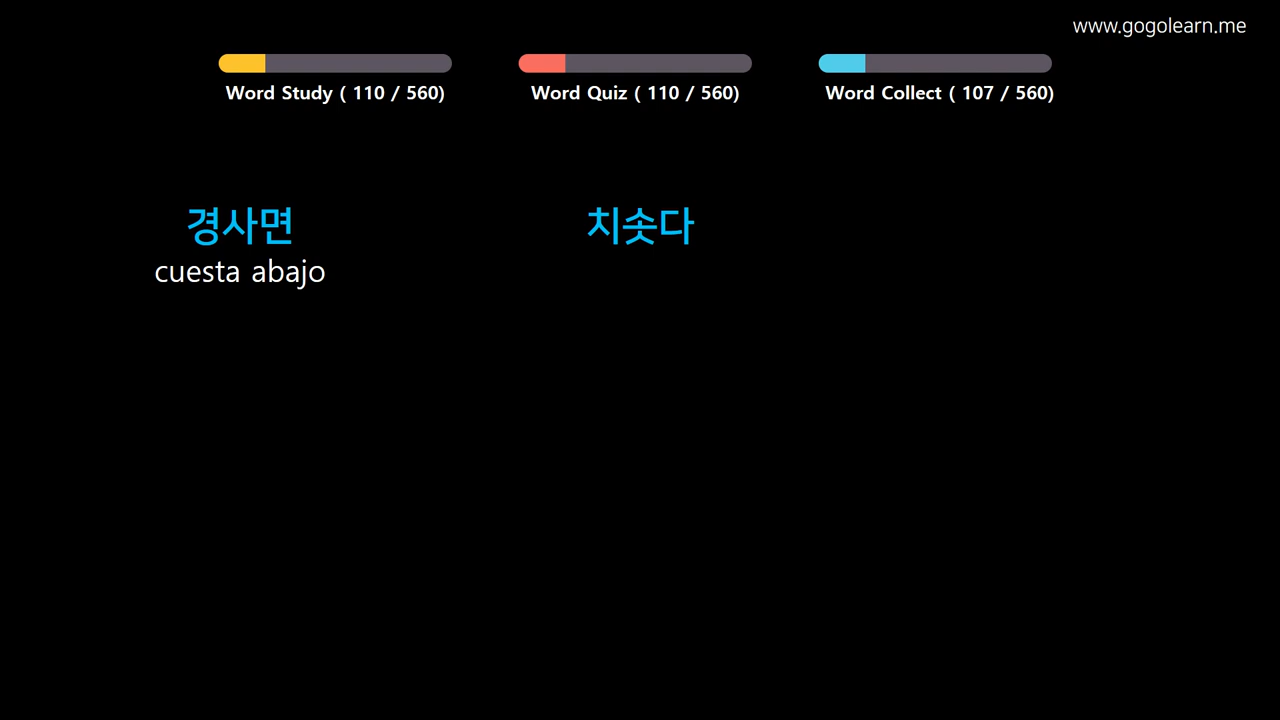 www.gogolearn.me
Word Study ( 110 / 560)
Word Quiz ( 110 / 560)
Word Collect ( 107 / 560)
경사면
cuesta abajo
치솟다